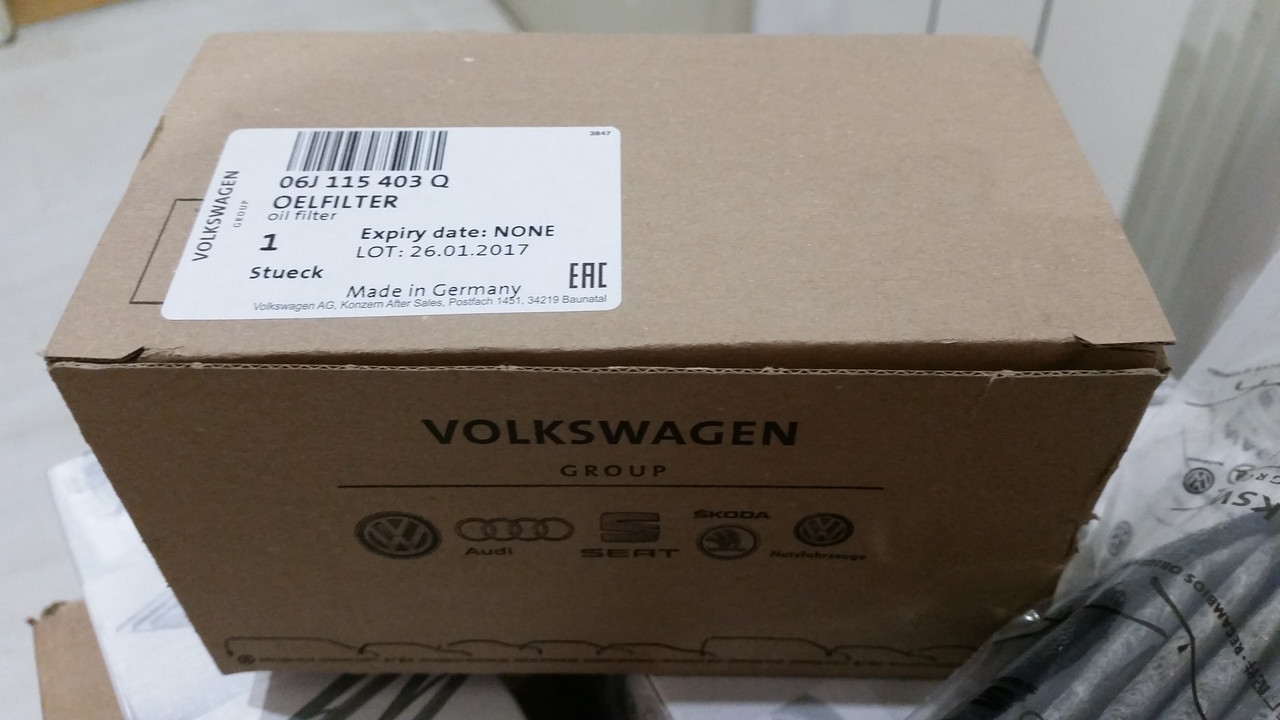 3847
06J 115 403 Q
OELFILTER
oil filter
VOLKSWAGEN
GROUP
1
Expiry date: NONE
LOT: 26.01.2017
Stueck
EAC
Made in Germany
Volkswagen AG, Konzern After Sales, Postfach 1451, 34219 Baunatal
VOLKSWAGEN
GROUP
Audi
SEAT
ŠKODA
Nutzfahrzeuge
RECAMBIOS